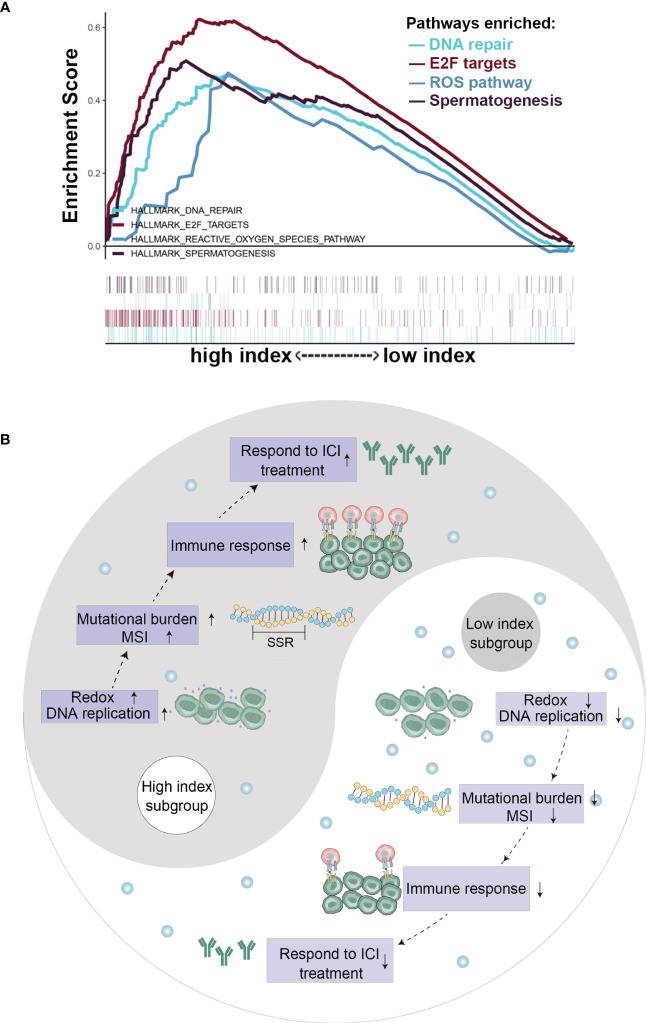 A
Enrichment Score
0.6
0.4
0.2
0.0
Pathways enriched:
DNA repair
E2F targets
ROS pathway
Spermatogenesis
HALLMARK_DNA_REPAIR
HALLMARK_E2F_TARGETS
HALLMARK_REACTIVE_OXYGEN_SPECIES_PATHWAY
HALLMARK_SPERMATOGENESIS
high index <-----------> low index
B
Respond to ICI ↑
treatment
Immune response ↑
Mutational burden ↑
MSI ↑
SSR
Redox ↑
DNA replication ↑
High index
subgroup
Low index
subgroup
Redox ↓
DNA replication ↓
Mutational burden ↓
MSI ↓
Immune response ↓
Respond to ICI ↓
treatment